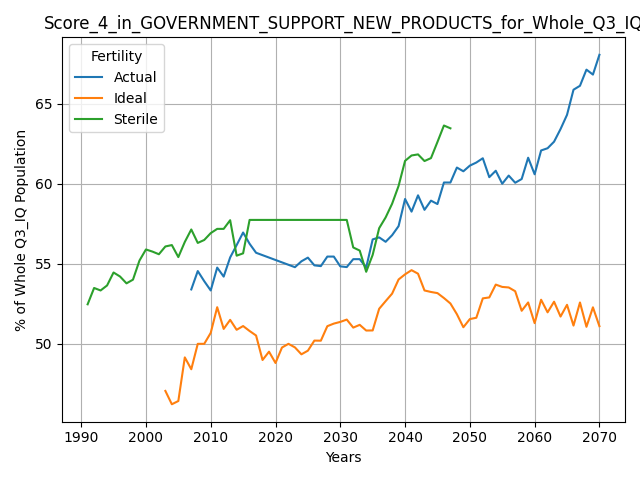 Score_4_in_GOVERNMENT_SUPPORT_NEW_PRODUCTS_for_Whole_Q3_IQ
Fertility
Actual
Ideal
Sterile
% of Whole Q3_IQ Population
65
60
55
50
1990 2000 2010 2020 2030 2040 2050 2060 2070
Years